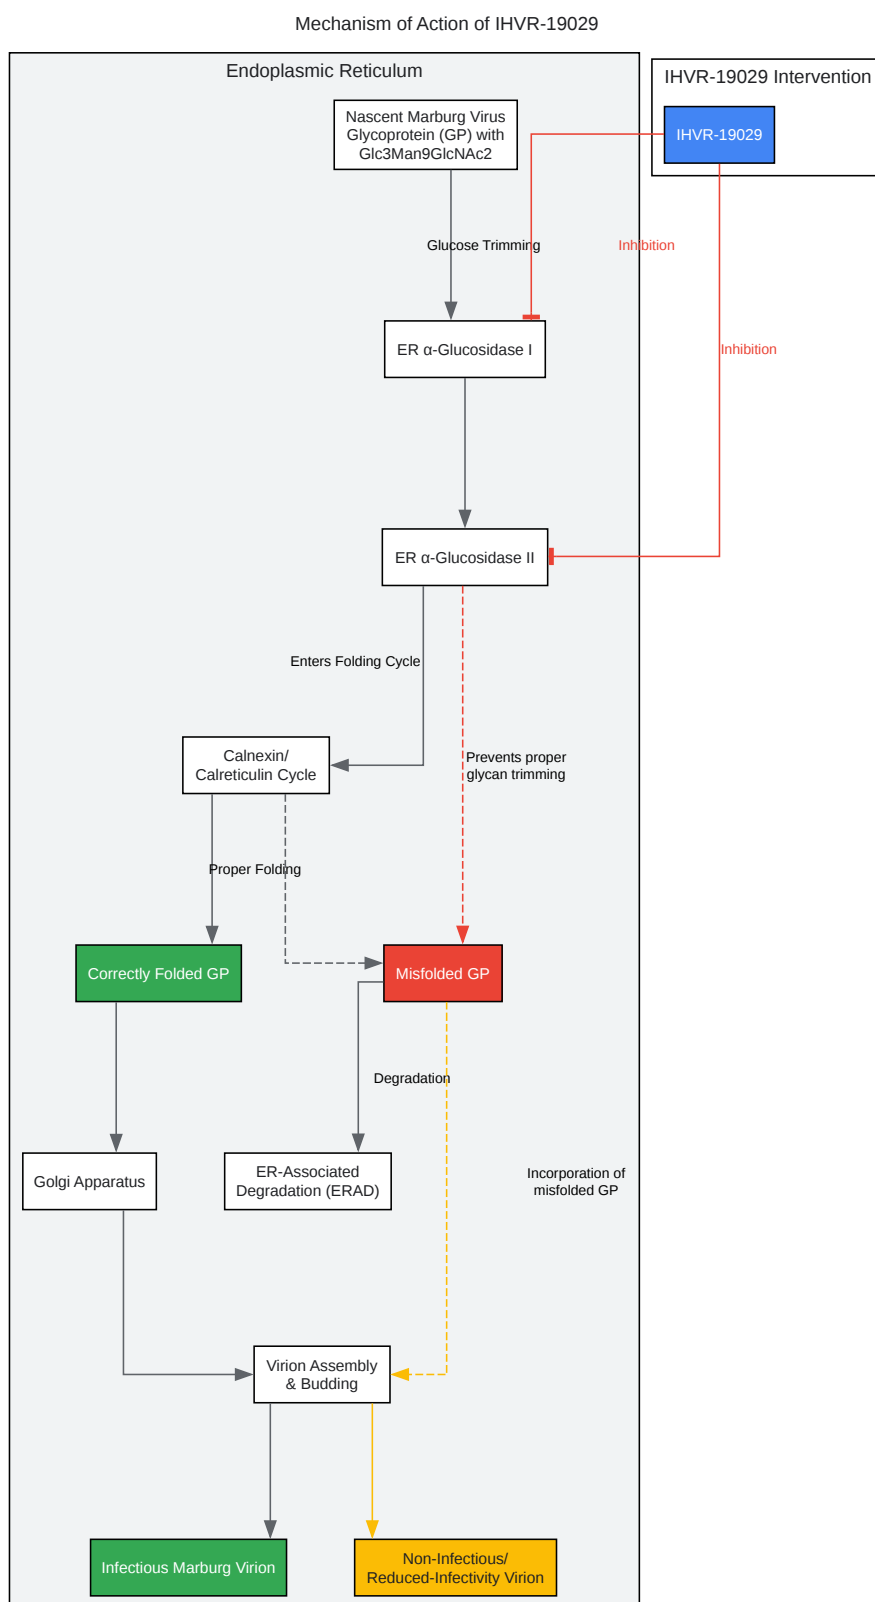 Mechanism of Action of IHVR-19029
Endoplasmic Reticulum
IHVR-19029 Intervention
Nascent Marburg Virus
Glycoprotein (GP) with
Glc3Man9GlcNAc2
IHVR-19029
Glucose Trimming
Inhibition
ER α-Glucosidase I
Inhibition
ER α-Glucosidase II
Enters Folding Cycle
Calnexin/
Calreticulin Cycle
Prevents proper
glycan trimming
Proper Folding
Correctly Folded GP
Misfolded GP
Degradation
Golgi Apparatus
ER-Associated
Degradation (ERAD)
Incorporation of
misfolded GP
Virion Assembly
& Budding
Infectious Marburg Virion
Non-Infectious/
Reduced-Infectivity Virion